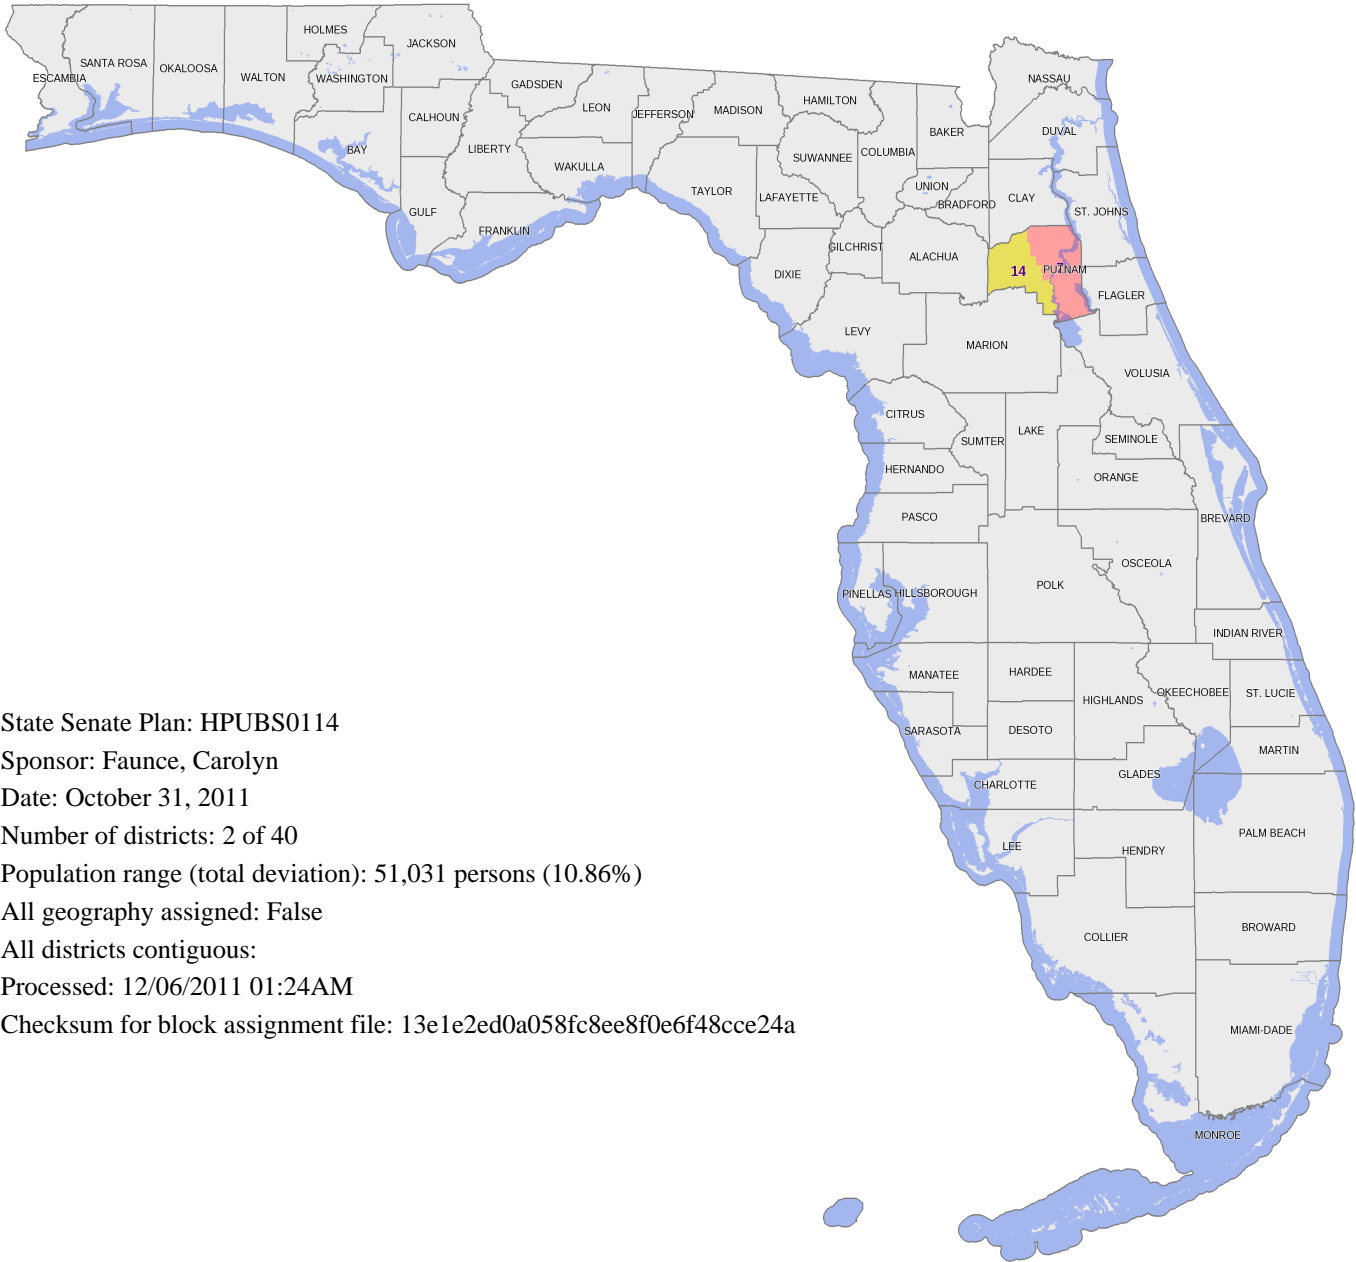 HOLMES
JACKSON
SANTA ROSA
OKALOOSA
ESCAMBIA
WALTON
WASHINGTON
GADSDEN
NASSAU
LEON
HAMILTON
JEFFERSON
MADISON
CALHOUN
BAKER
DUVAL
BAY
LIBERTY
COLUMBIA
SUWANNEE
WAKULLA
UNION
TAYLOR
LAFAYETTE
CLAY
BRADFORD
GULF
ST. JOHNS
FRANKLIN
GILCHRIST
ALACHUA
DIXIE
14
7
PUTNAM
FLAGLER
LEVY
MARION
VOLUSIA
CITRUS
LAKE
SUMTER
SEMINOLE
HERNANDO
ORANGE
PASCO
BREVARD
OSCEOLA
POLK
PINELLAS
HILLSBOROUGH
INDIAN RIVER
MANATEE
HARDEE
HIGHLANDS
OKEECHOBEE
ST. LUCIE
SARASOTA
DESOTO
MARTIN
GLADES
CHARLOTTE
PALM BEACH
LEE
HENDRY
BROWARD
COLLIER
MIAMI-DADE
MONROE
State Senate Plan: HPUBS0114
Sponsor: Faunce, Carolyn
Date: October 31, 2011
Number of districts: 2 of 40
Population range (total deviation): 51,031 persons (10.86%)
All geography assigned: False
All districts contiguous:
Processed: 12/06/2011 01:24AM
Checksum for block assignment file: 13e1e2ed0a058fc8ee8f0e6f48cce24a